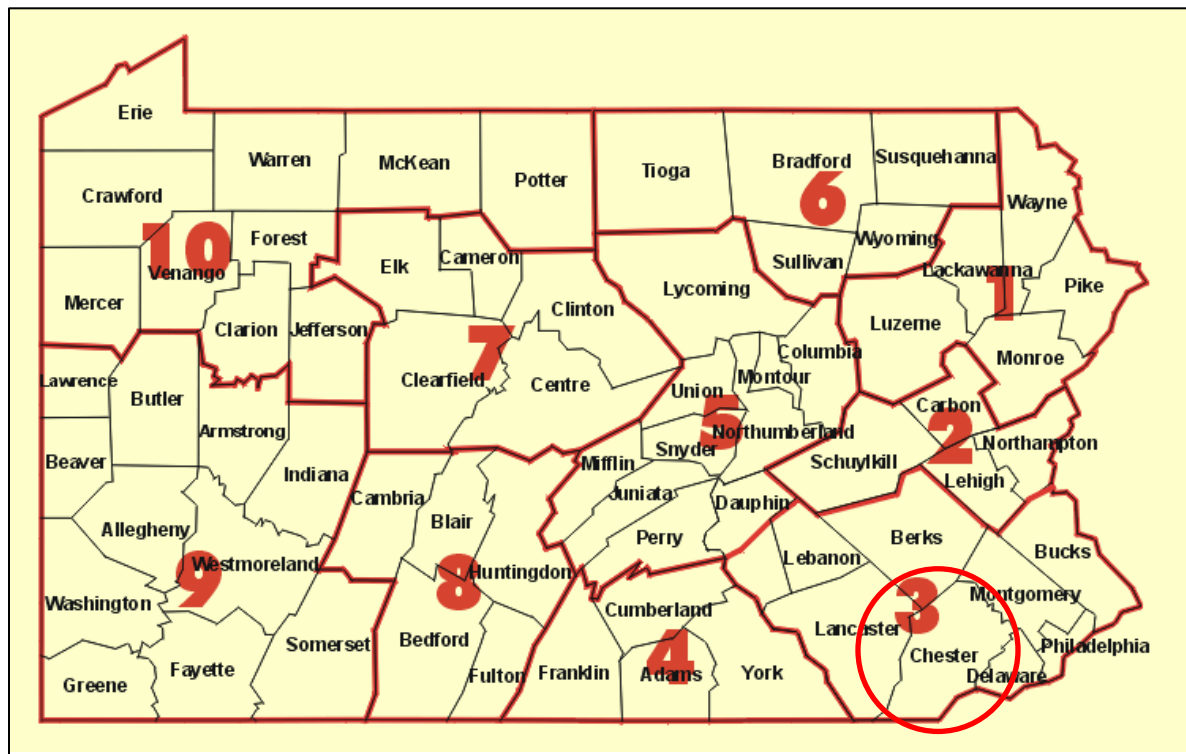 Erie
Warren
McKean
Potter
Tioga
Bradford
Susquehanna
Wayne
Crawford
6
10
Forest
Wyoming
Venango
Elk
Cameron
Sullivan
Lackawanna
Mercer
Lycoming
Pike
1
Clinton
Clarion
Jefferson
Luzerne
7
Columbia
Monroe
Lawrence
Clearfield
Centre
Montour
Butler
Union
Carbon
5
2
Armstrong
Northumberland
Northampton
Snyder
Beaver
Mifflin
Schuylkill
Indiana
Lehigh
Cambria
Juniata
Dauphin
Allegheny
Blair
Perry
Berks
Lebanon
Bucks
Westmoreland
9
Huntingdon
8
3
Montgomery
Washington
Cumberland
Lancaster
Bedford
Somerset
Philadelphia
4
Chester
Fayette
Fulton
Franklin
Adams
York
Delaware
Greene